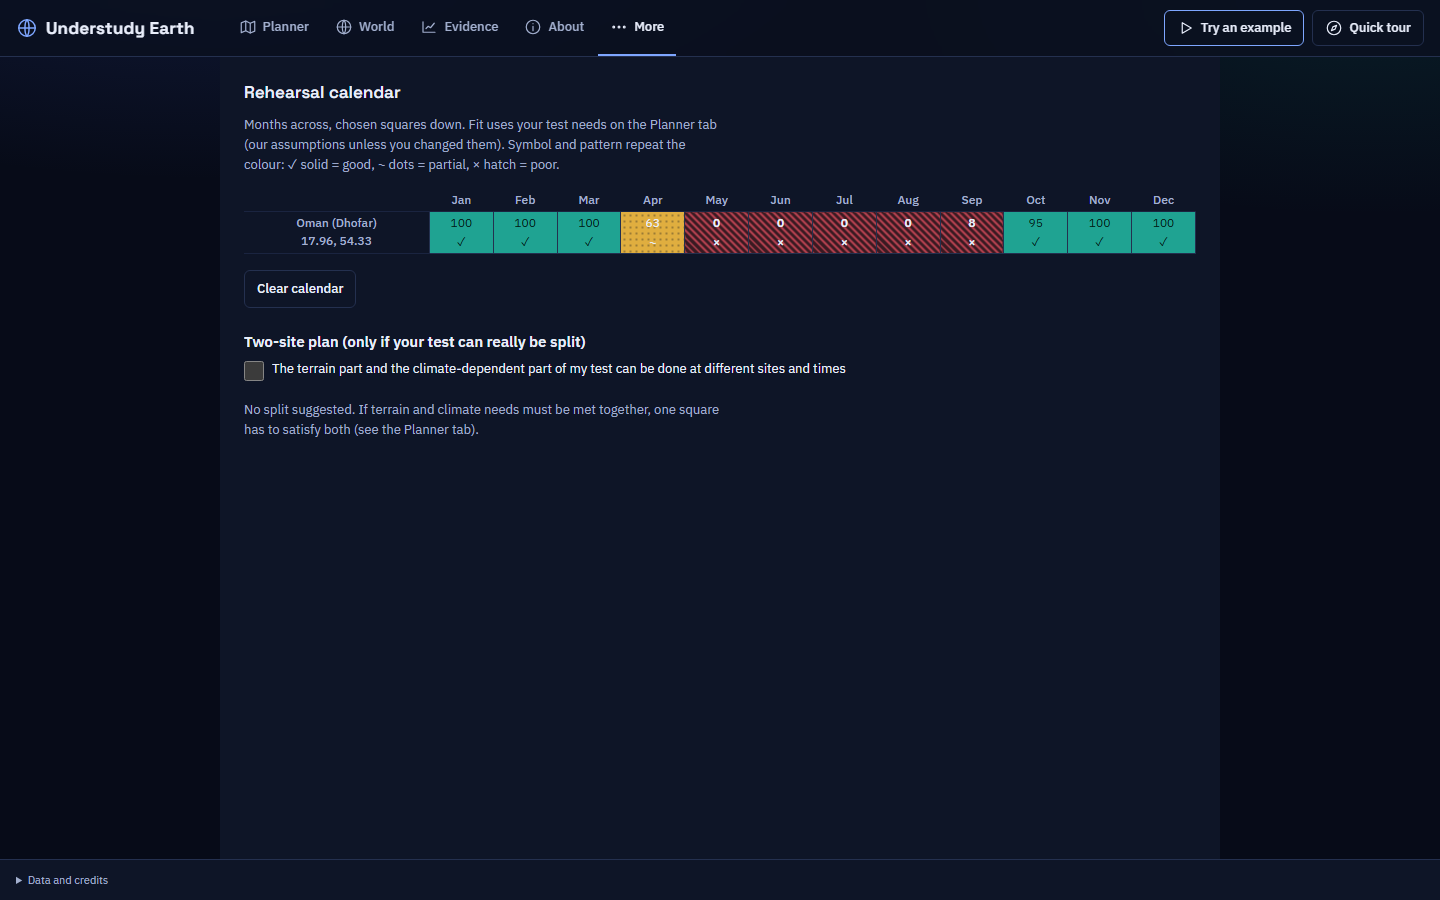 Understudy Earth
Planner
World
Evidence
About
More
Try an example
Quick tour
Rehearsal calendar
Months across, chosen squares down. Fit uses your test needs on the Planner tab
(our assumptions unless you changed them). Symbol and pattern repeat the
colour: ✓ solid = good, ~ dots = partial, × hatch = poor.
Jan Feb Mar Apr May Jun Jul Aug Sep Oct Nov Dec
Oman (Dhofar) 100 100 100 63 0 0 0 0 8 95 100 100
17.96, 54.33 ✓ ✓ ✓ ~ × × × × × ✓ ✓ ✓
Clear calendar
Two-site plan (only if your test can really be split)
The terrain part and the climate-dependent part of my test can be done at different sites and times
No split suggested. If terrain and climate needs must be met together, one square
has to satisfy both (see the Planner tab).
Data and credits